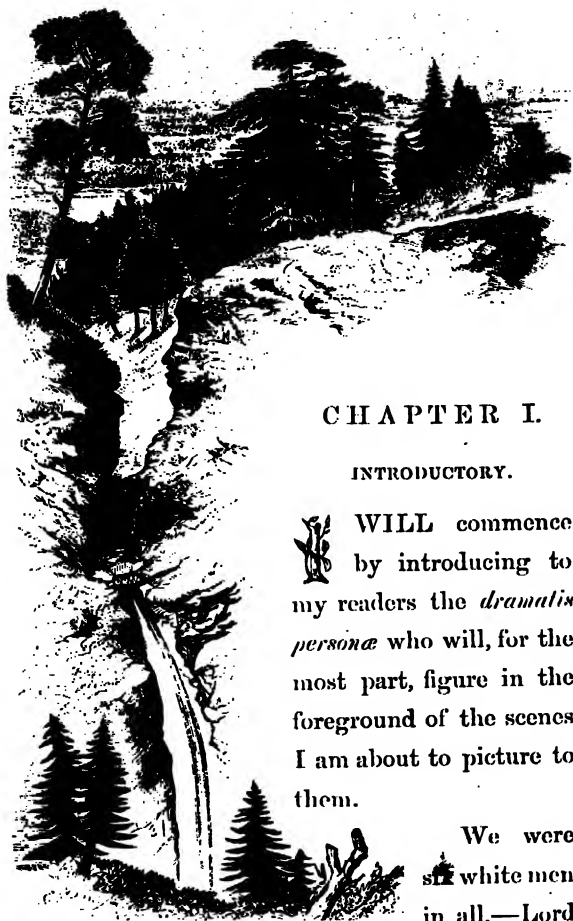 CHAPTER I.
INTRODUCTORY.
I WILL commence
by introducing to
my readers the dramatis
personæ who will, for the
most part, figure in the
foreground of the scenes
I am about to picture to
them.
We were
six white men
in all.—Lord